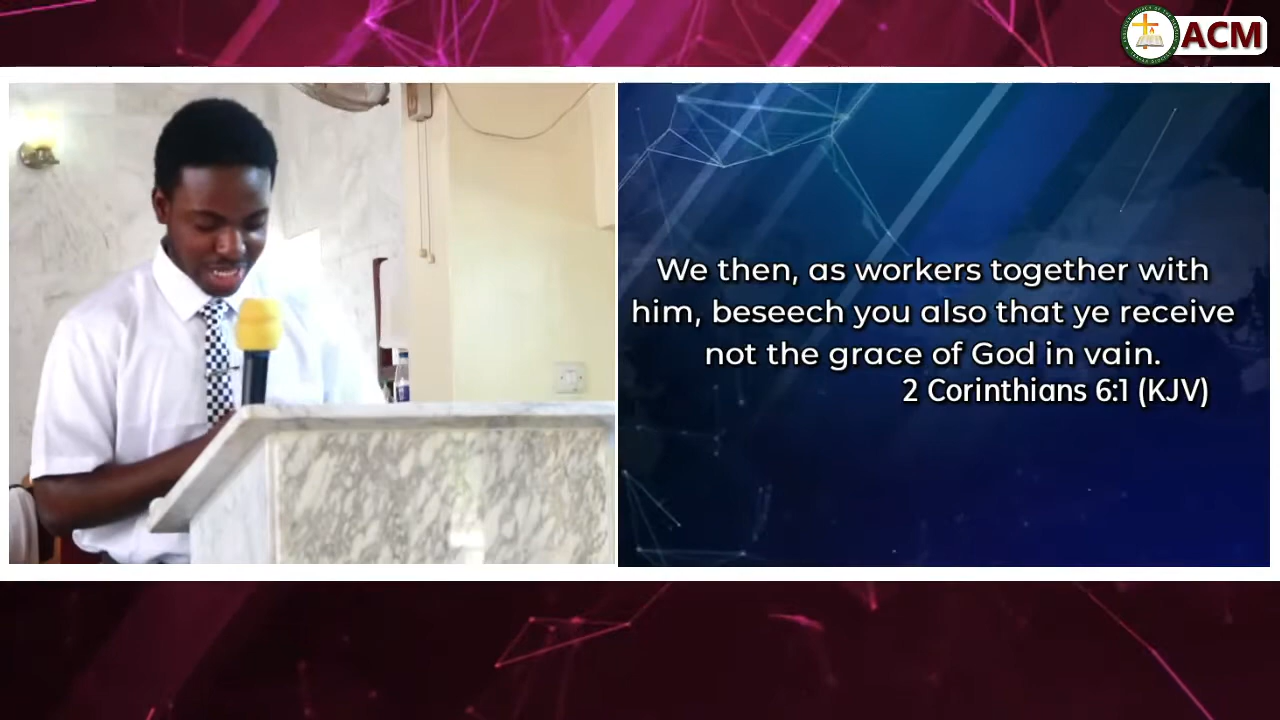 ACM
We then, as workers together with
him, beseech you also that ye receive
not the grace of God in vain.
2 Corinthians 6:1 (KJV)